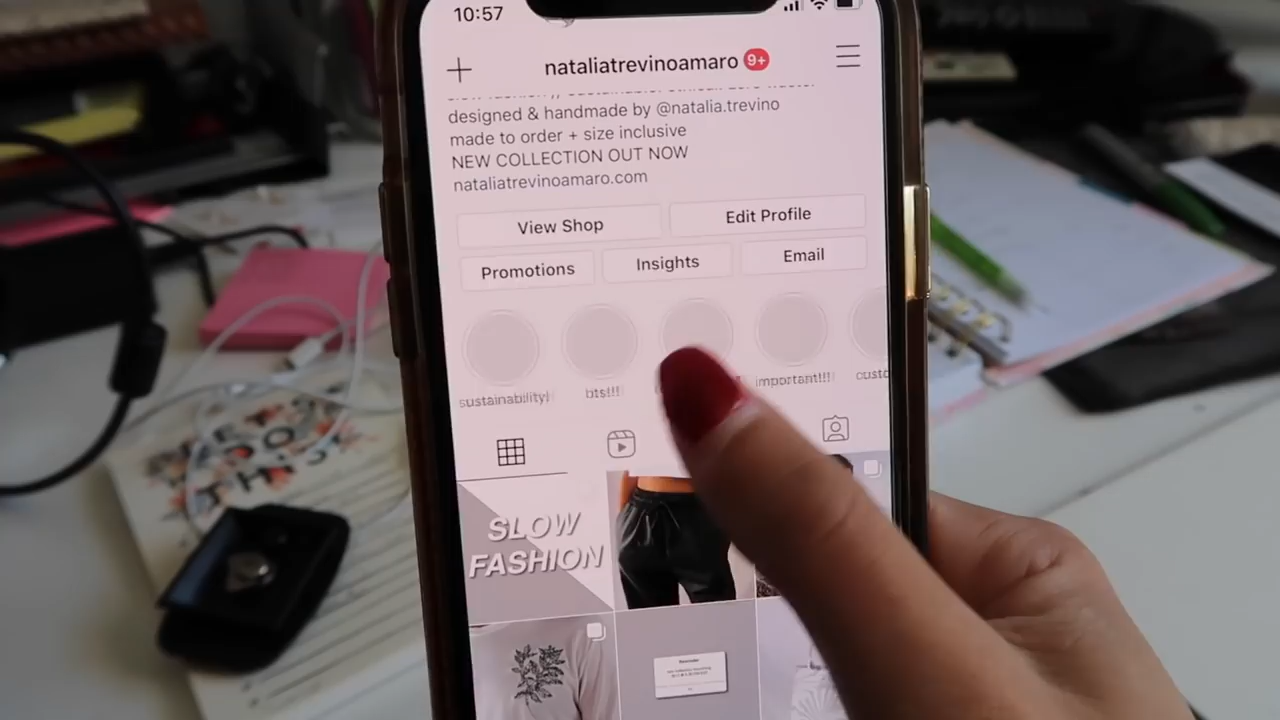 10:57
nataliatrevinoamaro 9+
designed & handmade by @natalia.trevino
made to order + size inclusive
NEW COLLECTION OUT NOW
nataliatrevinoamaro.com
View Shop
Edit Profile
Promotions
Insights
Email
sustainability
bts!!!
important!!!
custo
SLOW
FASHION